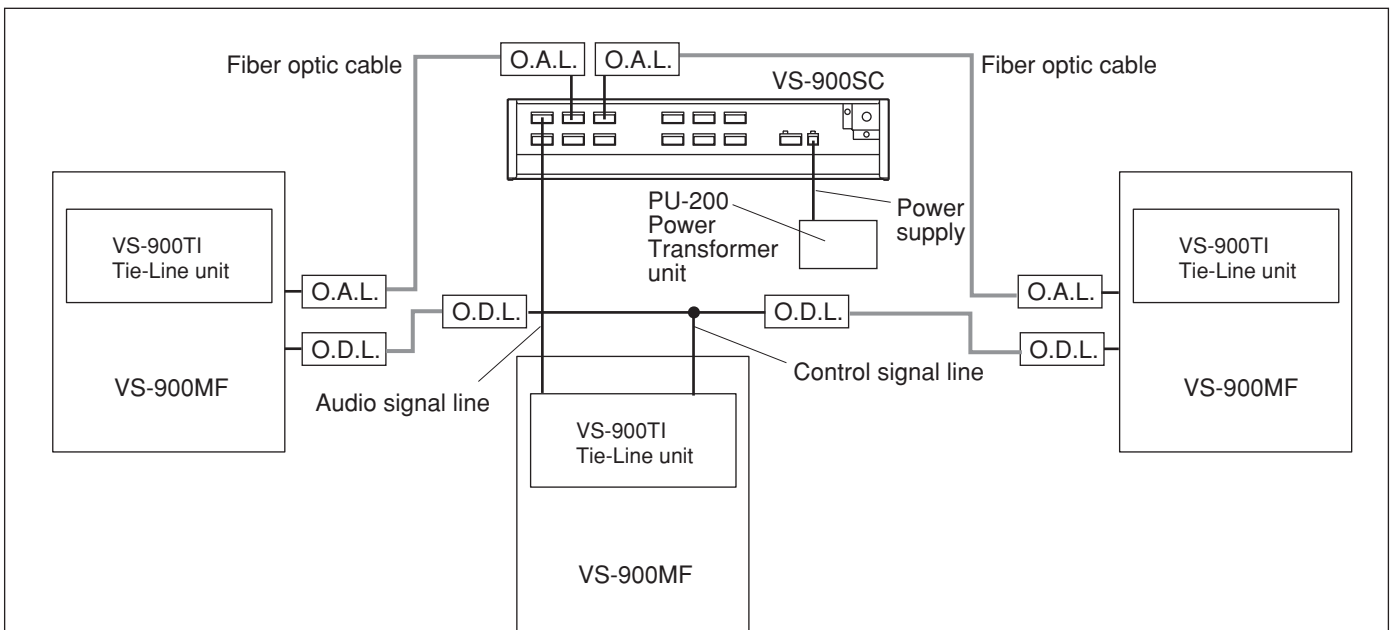 Fiber optic cable
O.A.L.
O.A.L.
Fiber optic cable
VS-900SC
PU-200
Power
Transformer
unit
Power
supply
VS-900TI
Tie-Line unit
O.A.L.
O.D.L.
VS-900MF
O.D.L.
O.D.L.
Audio signal line
Control signal line
VS-900TI
Tie-Line unit
VS-900MF
VS-900TI
Tie-Line unit
O.A.L.
O.D.L.
VS-900MF